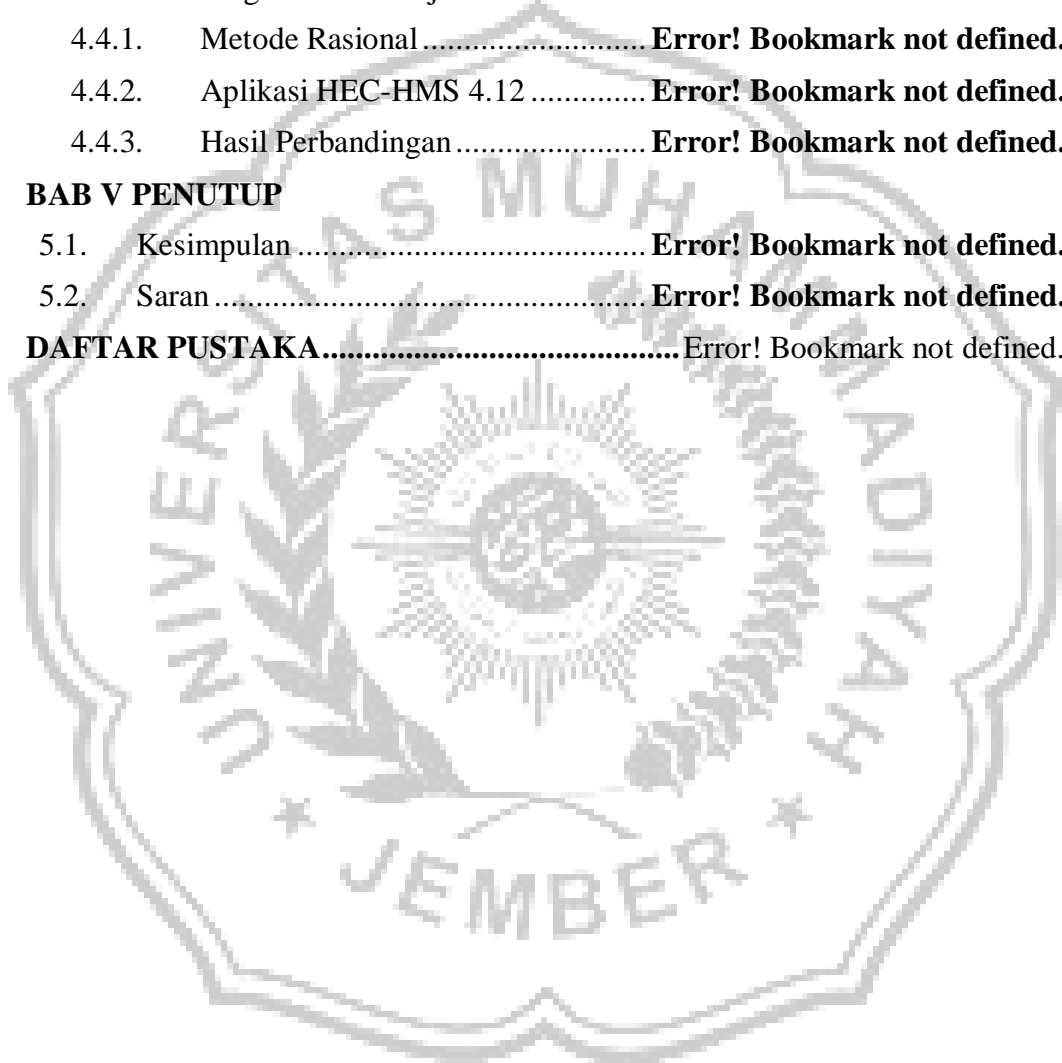 4.4.1. Metode Rasional............................ Error! Bookmark not defined.
4.4.2. Aplikasi HEC-HMS 4.12 .............. Error! Bookmark not defined.
4.4.3. Hasil Perbandingan ....................... Error! Bookmark not defined.
BAB V PENUTUP
5.1. Kesimpulan .......................................... Error! Bookmark not defined.
5.2. Saran ..................................................... Error! Bookmark not defined.
DAFTAR PUSTAKA............................................ Error! Bookmark not defined.
UNIVERSITAS MUHAMMADIYAH
JEMBER